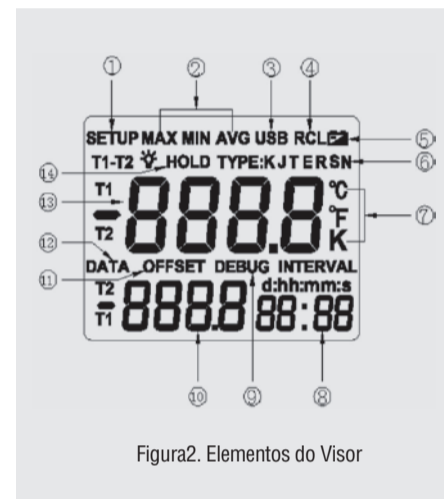 ① ② ③ ④
SETUP MAX MIN AVG USB RCL ⑤
T1-T2 HOLD TYPE:K J T E R S N ⑥
⑭
T1 888.8 °C
⑬ °F ⑦
T2 K
⑫ DATA OFFSET DEBUG INTERVAL
⑪ T2 d:hh:mm:s
T1 888.8 88:88
⑩ ⑨ ⑧
Figura2. Elementos do Visor